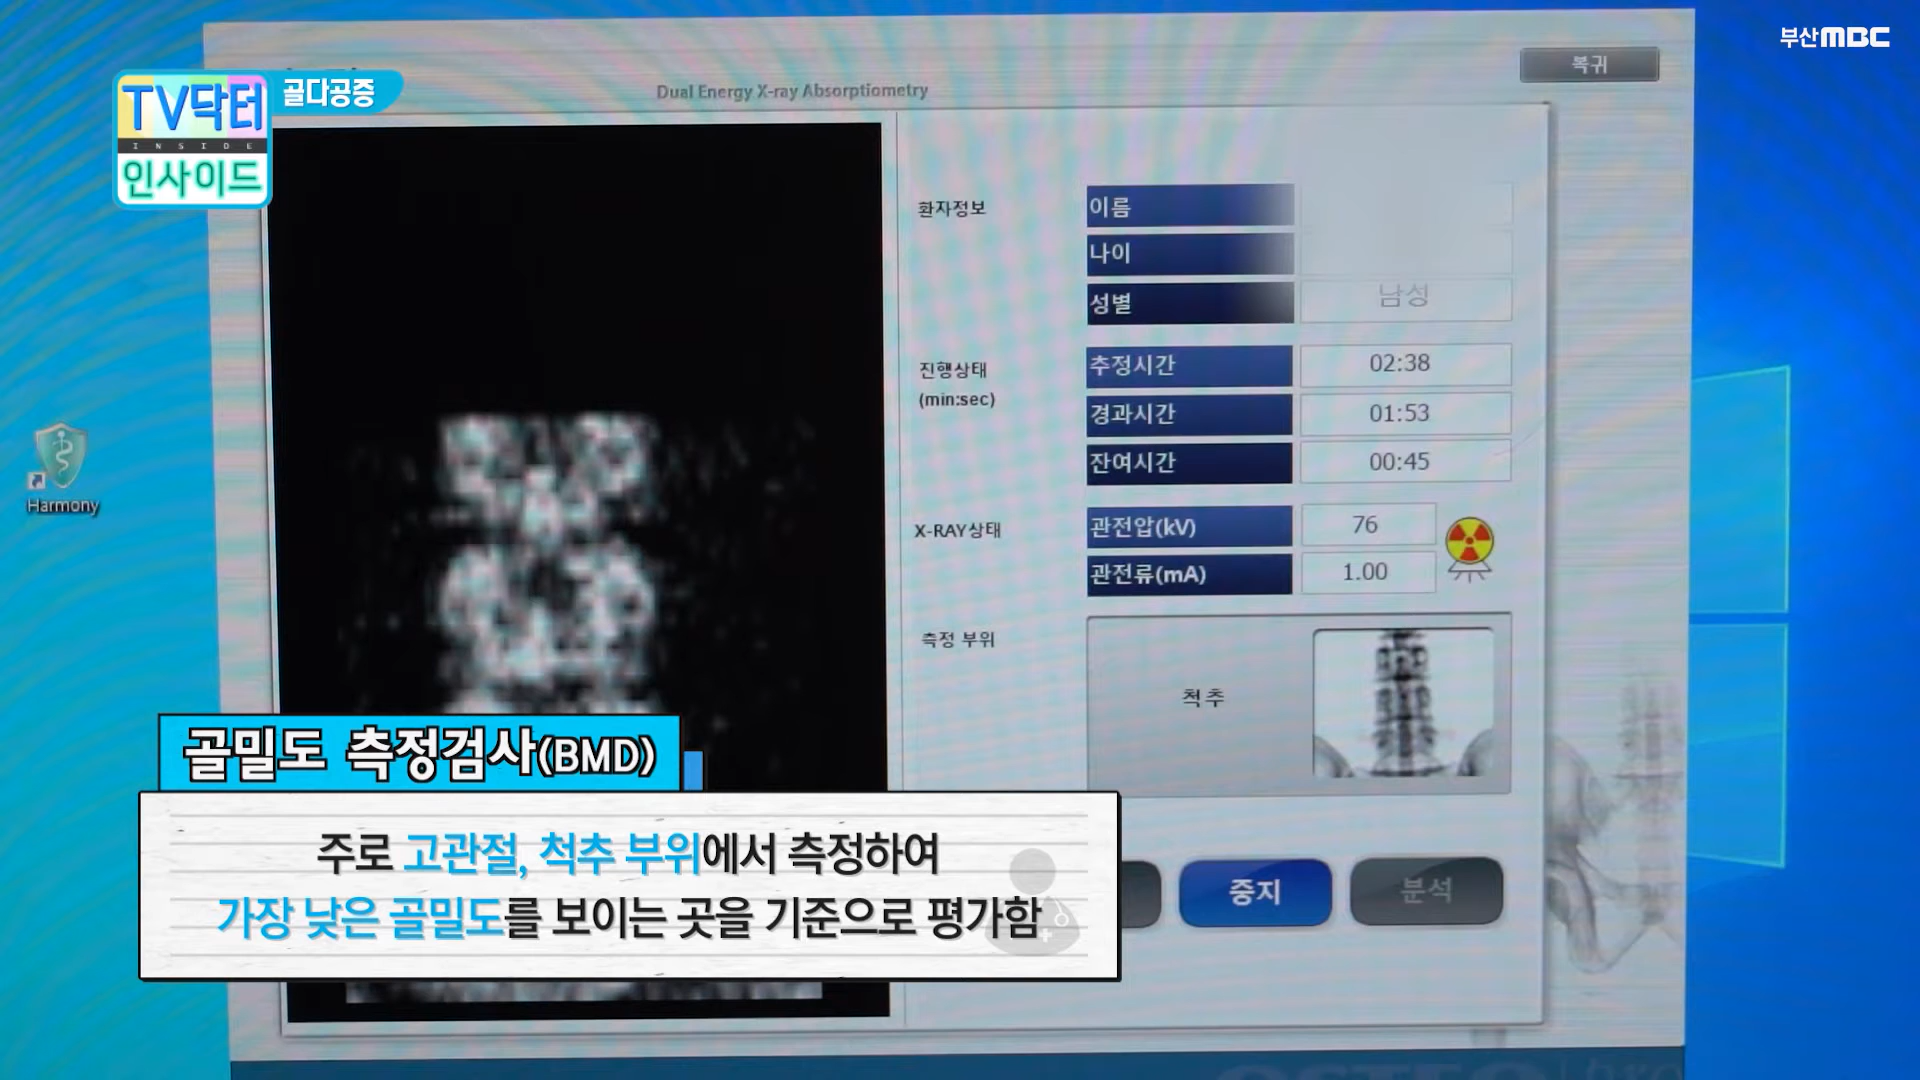 부산MBC
TV닥터
INSIDE
인사이드
골다공증
Dual Energy X-ray Absorptiometry
복귀
환자정보
이름
나이
성별
남성
진행상태
(min:sec)
추정시간
02:38
경과시간
01:53
잔여시간
00:45
X-RAY상태
관전압(kV)
76
관전류(mA)
1.00
측정 부위
척추
Harmony
중지
분석
골밀도 측정검사(BMD)
주로 고관절, 척추 부위에서 측정하여
가장 낮은 골밀도를 보이는 곳을 기준으로 평가함